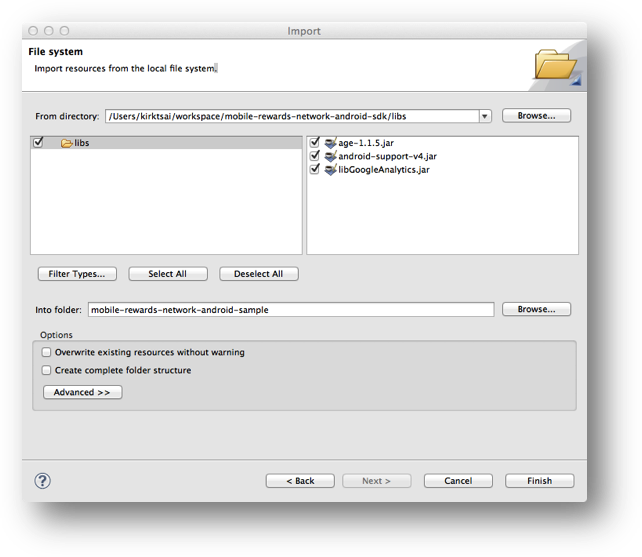 Import
File system
Import resources from the local file system.
From directory: /Users/kirktsai/workspace/mobile-rewards-network-android-sdk/libs Browse...
libs
age-1.1.5.jar
android-support-v4.jar
libGoogleAnalytics.jar
Filter Types... Select All Deselect All
Into folder: mobile-rewards-network-android-sample Browse...
Options
Overwrite existing resources without warning
Create complete folder structure
Advanced >>
? < Back Next > Cancel Finish